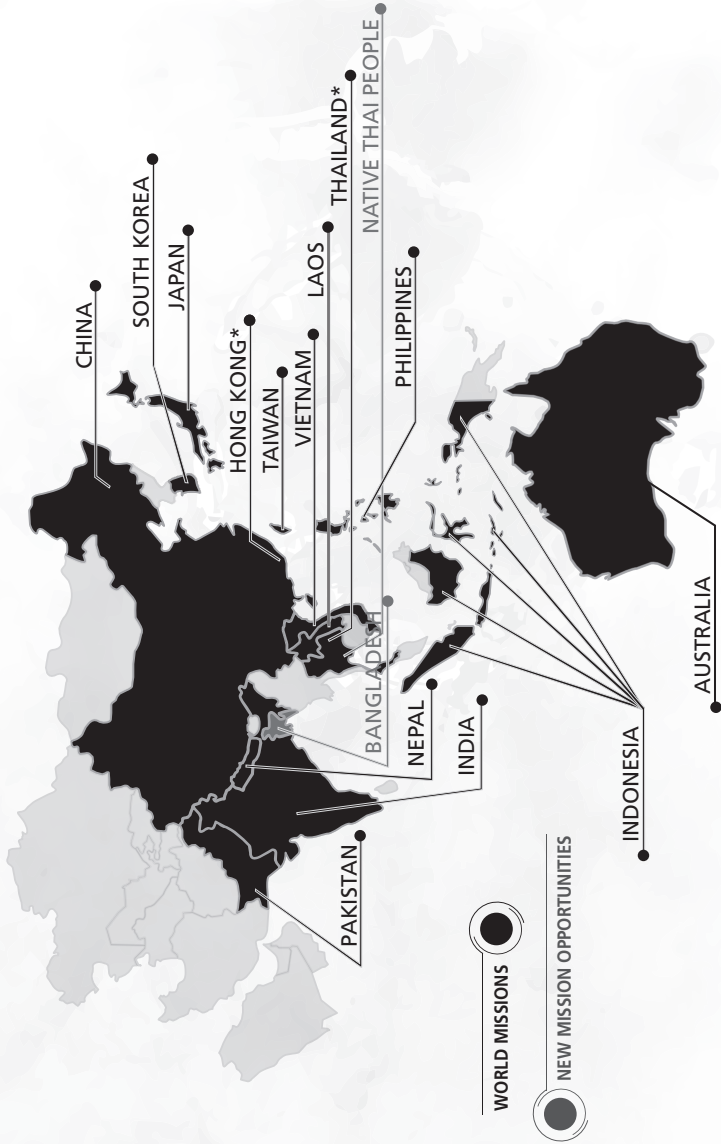 CHINA
SOUTH KOREA
JAPAN
HONG KONG*
TAIWAN
VIETNAM
LAOS
THAILAND*
NATIVE THAI PEOPLE
PHILIPPINES
BANGLADESH
NEPAL
INDIA
PAKISTAN
INDONESIA
AUSTRALIA
WORLD MISSIONS
NEW MISSION OPPORTUNITIES